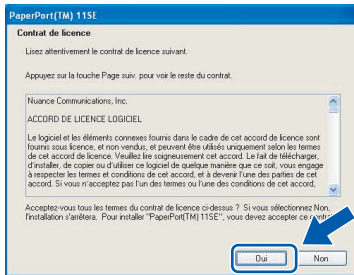 PaperPort(TM) 11SE
Contrat de licence
Lisez attentivement le contrat de licence suivant.
Appuyez sur la touche Page suiv. pour voir le reste du contrat.
Nuance Communications, Inc.
ACCORD DE LICENCE LOGICIEL
Le logiciel et les éléments connexes fournis dans le cadre de cet accord de licence sont
fournis sous licence, et non vendus, et peuvent être utilisés uniquement selon les termes
de cet accord de licence. Veuillez lire soigneusement cet accord. Le fait de télécharger,
d'installer, de copier ou d'utiliser ce logiciel de quelque manière que ce soit, vous engage
à respecter les termes et conditions de cet accord, et à devenir l'une des parties de cet
accord. Si vous n'acceptez pas l'un des termes ou l'une des conditions de cet accord,
Acceptez-vous tous les termes du contrat de licence ci-dessus ? Si vous sélectionnez Non,
l'installation s'arrêtera. Pour installer "PaperPort(TM) 11SE", vous devez accepter ce
Oui
Non